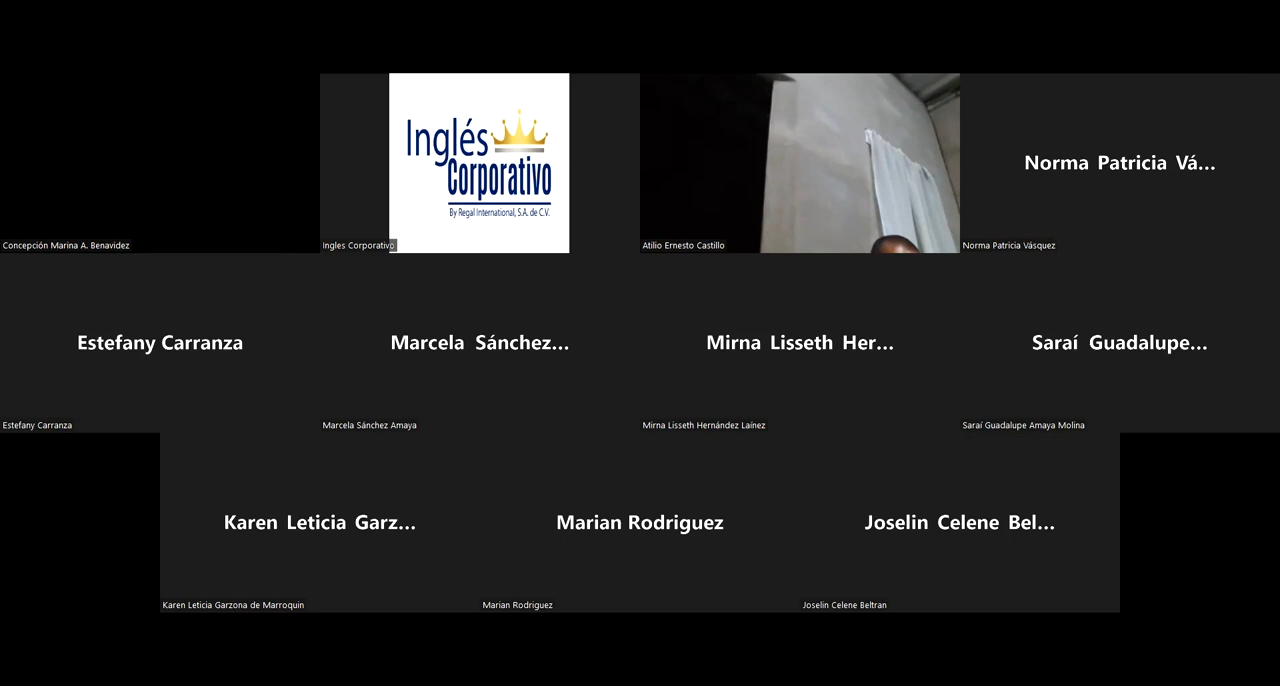 Inglés
Corporativo
By Regal International, S.A. de C.V.
Norma Patricia Vá...
Concepción Marina A. Benavidez
Ingles Corporativo
Atilio Ernesto Castillo
Norma Patricia Vásquez
Estefany Carranza
Marcela Sánchez...
Mirna Lisseth Her...
Saraí Guadalupe...
Estefany Carranza
Marcela Sánchez Amaya
Mirna Lisseth Hernández Laínez
Saraí Guadalupe Amaya Molina
Karen Leticia Garz...
Marian Rodriguez
Joselin Celene Bel...
Karen Leticia Garzona de Marroquin
Marian Rodriguez
Joselin Celene Beltran